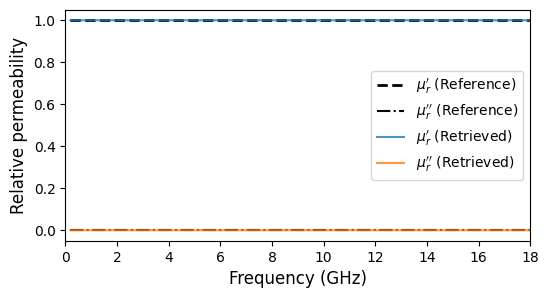 Relative permeability
1.0
0.8
0.6
0.4
0.2
0.0
μ′r (Reference)
μ′′r (Reference)
μ′r (Retrieved)
μ′′r (Retrieved)
0 2 4 6 8 10 12 14 16 18
Frequency (GHz)